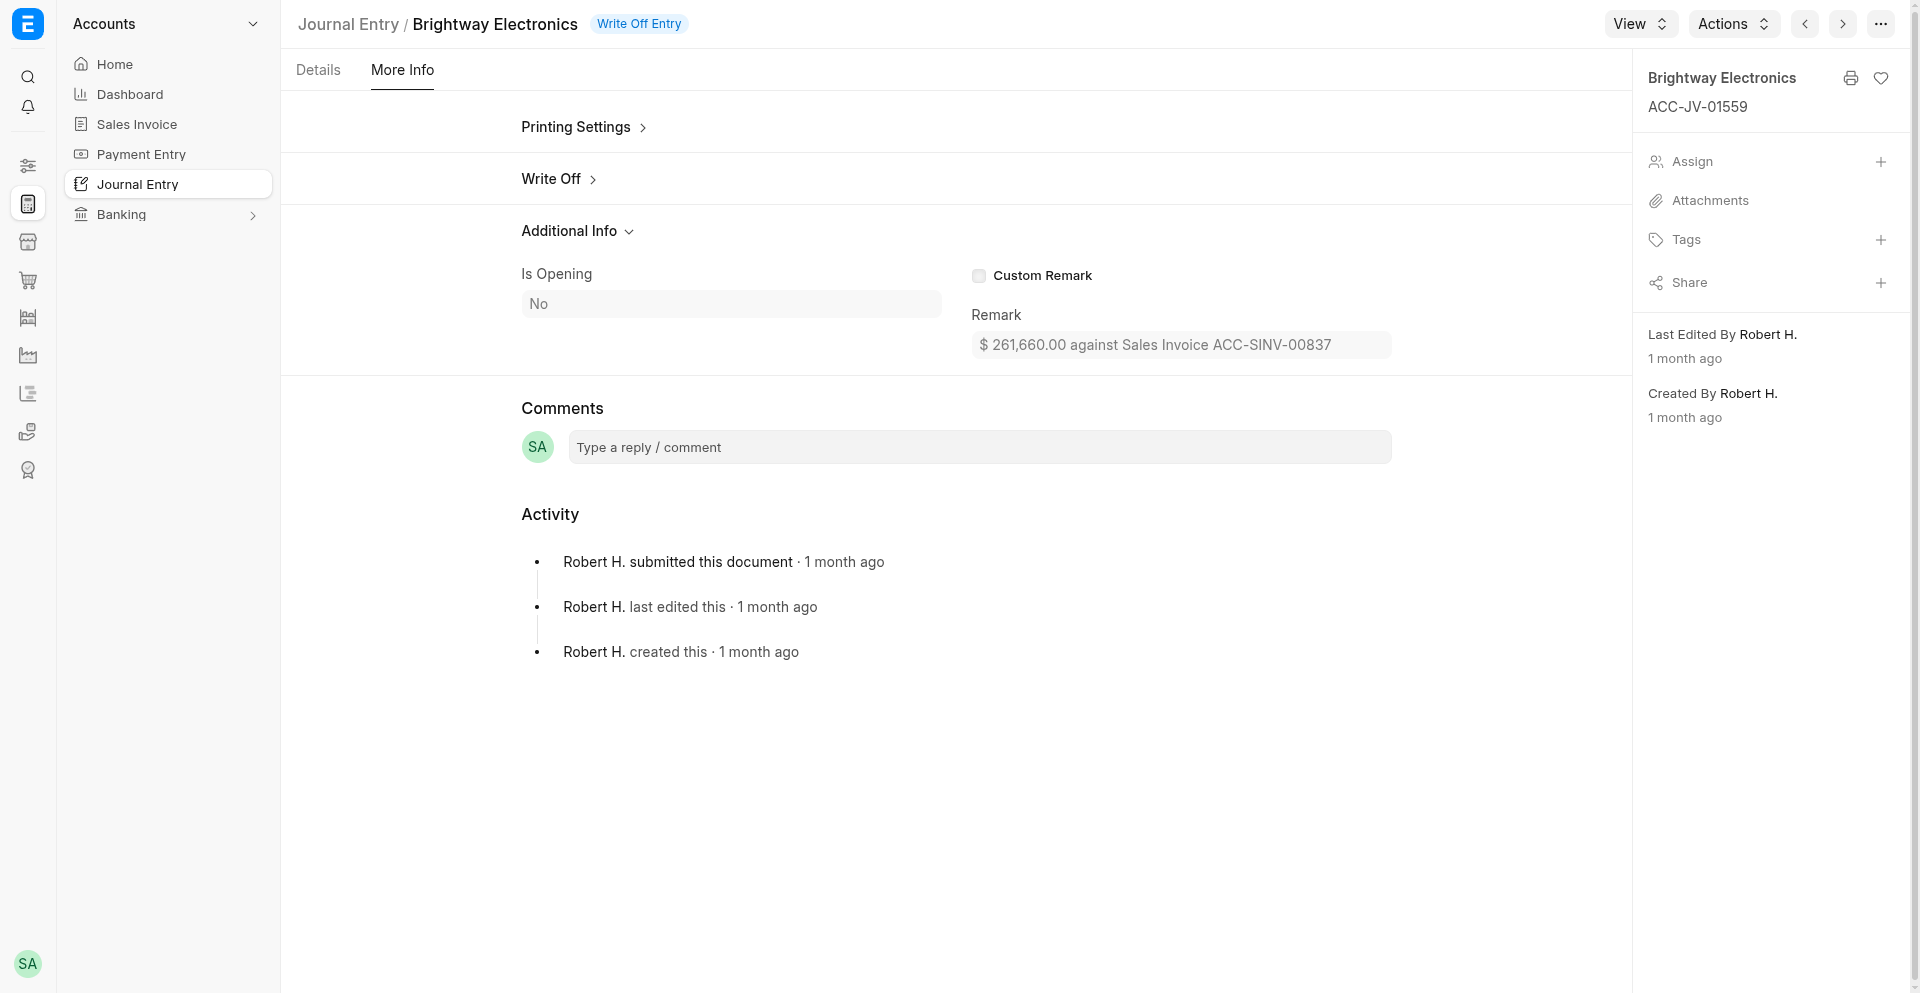 Accounts
Home
Dashboard
Sales Invoice
Payment Entry
Journal Entry
Banking
SA
Journal Entry / Brightway Electronics Write Off Entry
View Actions
Details More Info
Printing Settings
Write Off
Additional Info
Is Opening
No
Custom Remark
Remark
$ 261,660.00 against Sales Invoice ACC-SINV-00837
Comments
SA Type a reply / comment
Activity
Robert H. submitted this document · 1 month ago
Robert H. last edited this · 1 month ago
Robert H. created this · 1 month ago
Brightway Electronics
ACC-JV-01559
Assign
Attachments
Tags
Share
Last Edited By Robert H.
1 month ago
Created By Robert H.
1 month ago